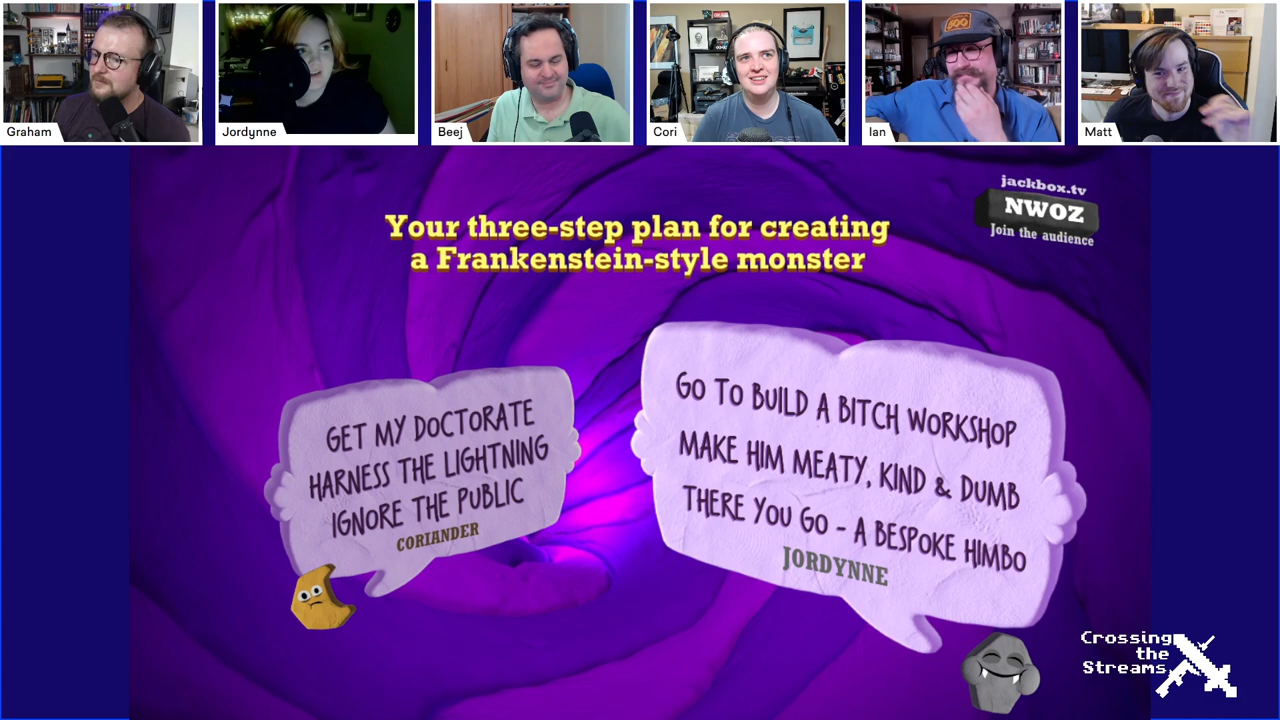 Graham
Jordynne
Beej
Cori
Ian
Matt
600
jackbox.tv
NWOZ
Join the audience
Your three-step plan for creating
a Frankenstein-style monster
GET MY DOCTORATE
HARNESS THE LIGHTNING
IGNORE THE PUBLIC
CORIANDER
GO TO BUILD A BITCH WORKSHOP
MAKE HIM MEATY, KIND & DUMB
THERE YOU GO - A BESPOKE HIMBO
JORDYNNE
Crossing
the
Streams